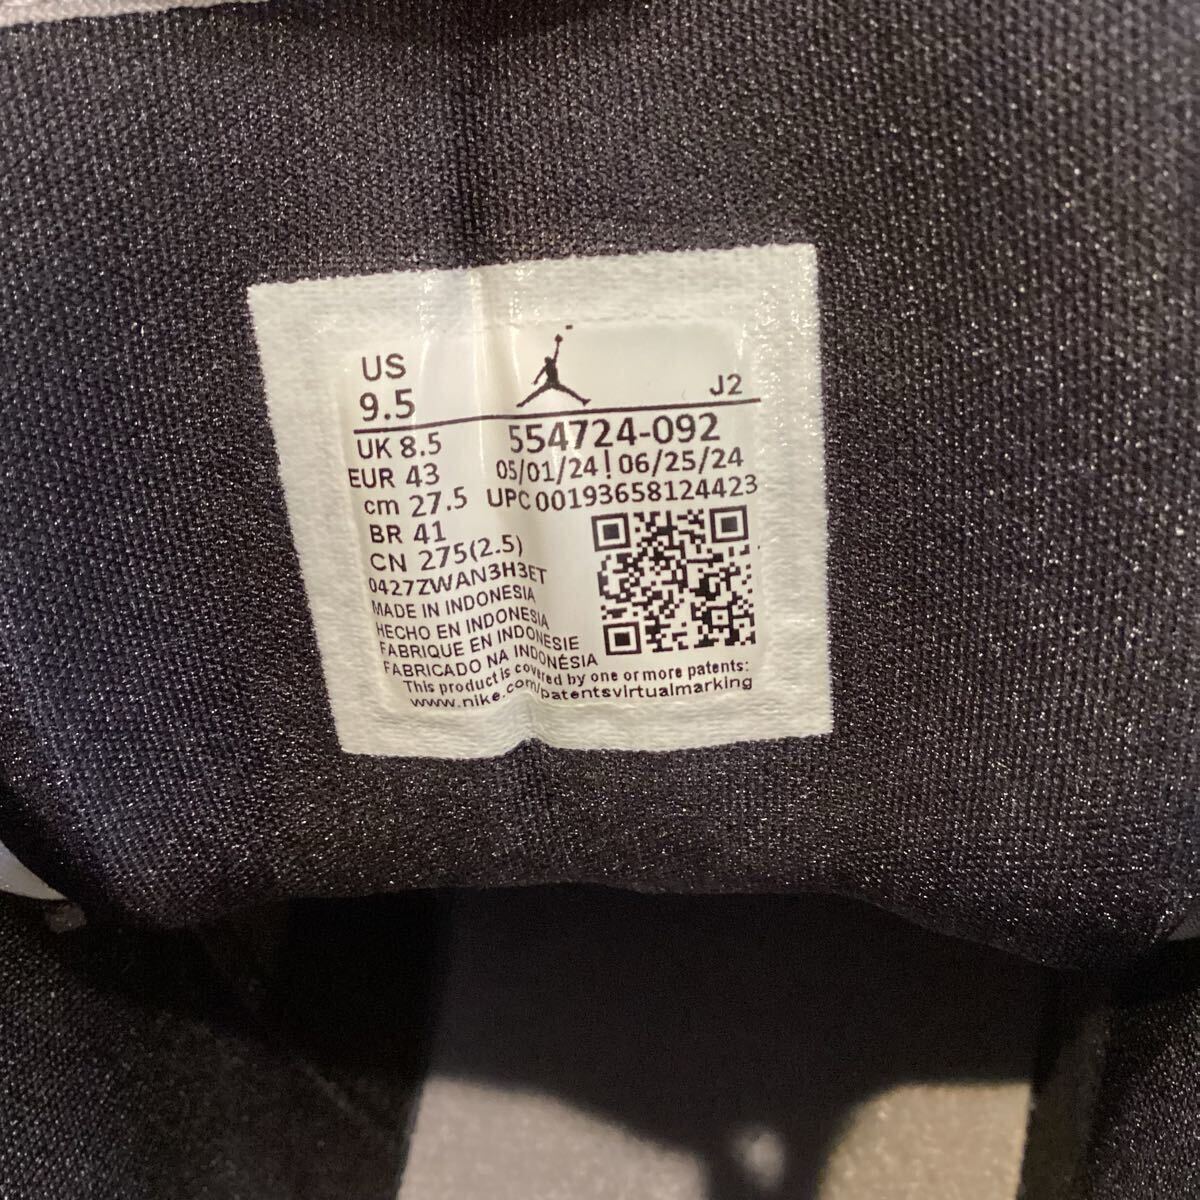 US
9.5
J2
UK 8.5
EUR 43
cm 27.5
BR 41
CN 275(2.5)
554724-092
05/01/24 | 06/25/24
UPC 00193658124423
0427ZWAN3H3ET
MADE IN INDONESIA
HECHO EN INDONESIA
FABRIQUE EN INDONESIE
FABRICADO NA INDONÉSIA
This product is covered by one or more patents:
www.nike.com/patentsvirtualmarking